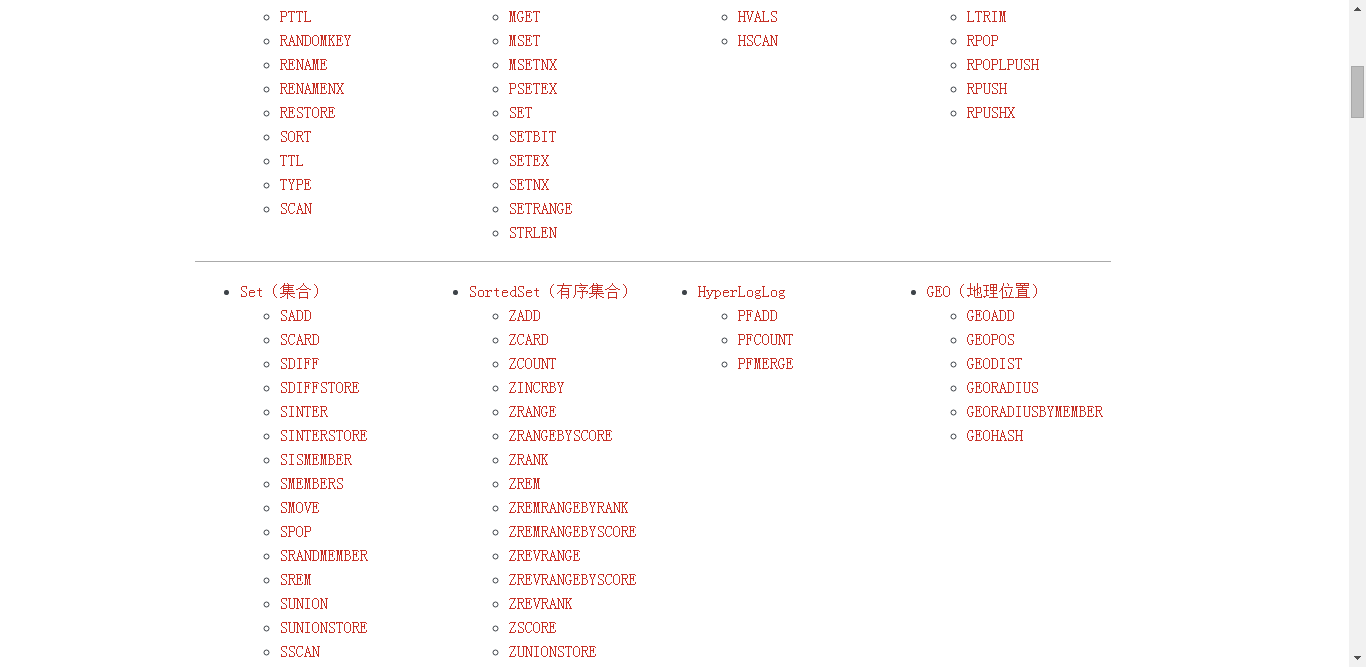 PTTL
RANDOMKEY
RENAME
RENAMENX
RESTORE
SORT
TTL
TYPE
SCAN
MGET
MSET
MSETNX
PSETEX
SET
SETBIT
SETEX
SETNX
SETRANGE
STRLEN
HVALS
HSCAN
LTRIM
RPOP
RPOPLPUSH
RPUSH
RPUSHX
Set（集合）
SADD
SCARD
SDIFF
SDIFFSTORE
SINTER
SINTERSTORE
SISMEMBER
SMEMBERS
SMOVE
SPOP
SRANDMEMBER
SREM
SUNION
SUNIONSTORE
SSCAN
SortedSet（有序集合）
ZADD
ZCARD
ZCOUNT
ZINCRBY
ZRANGE
ZRANGEBYSCORE
ZRANK
ZREM
ZREMRANGEBYRANK
ZREMRANGEBYSCORE
ZREVRANGE
ZREVRANGEBYSCORE
ZREVRANK
ZSCORE
ZUNIONSTORE
HyperLogLog
PFADD
PFCOUNT
PFMERGE
GEO（地理位置）
GEOADD
GEOPOS
GEODIST
GEORADIUS
GEORADIUSBYMEMBER
GEOHASH